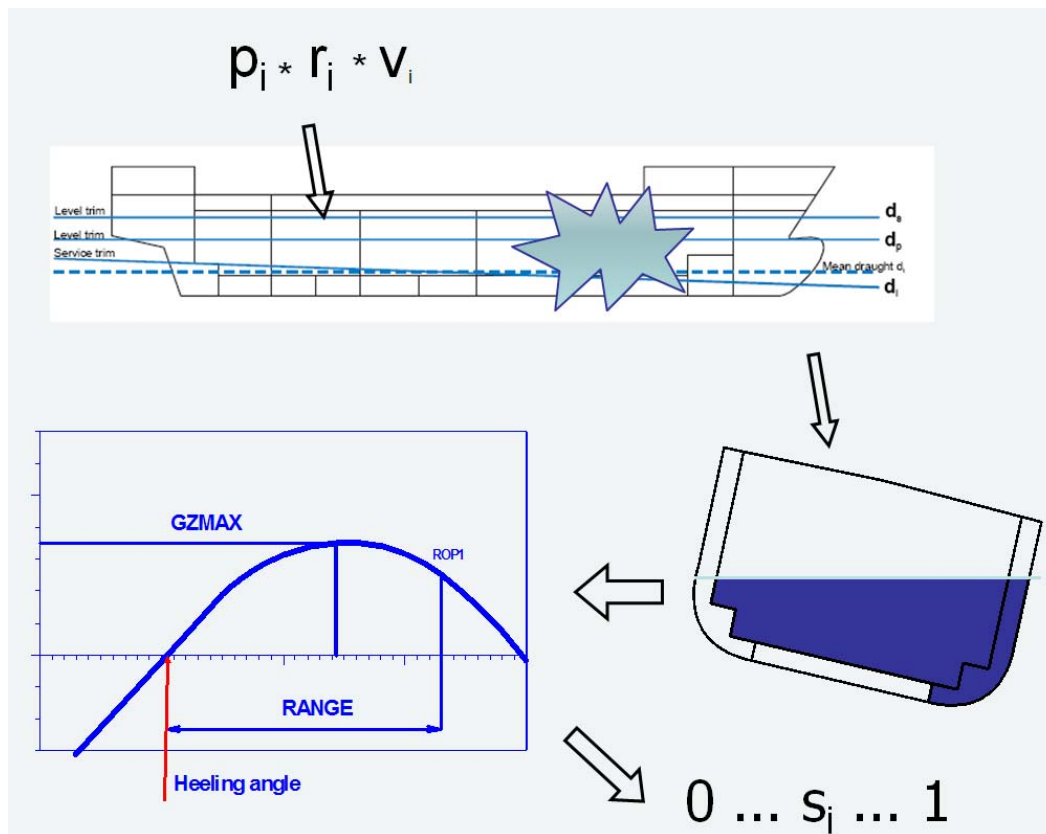 pi * ri * vi
Level trim
ds
Level trim
dp
Service trim
Mean draught dl
dl
GZMAX
ROP1
RANGE
Heeling angle
0 ... si ... 1